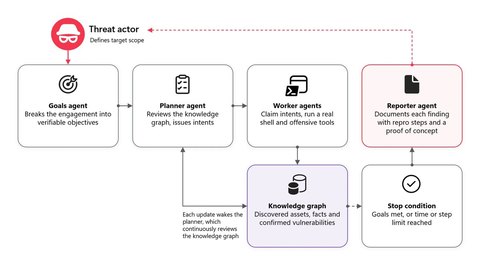 Threat actor
Defines target scope
Goals agent
Breaks the engagement into
verifiable objectives
Planner agent
Reviews the knowledge
graph, issues intents
Worker agents
Claim intents, run a real
shell and offensive tools
Reporter agent
Documents each finding
with repro steps and a
proof of concept
Each update wakes the
planner, which
continuously reviews
the knowledge graph
Knowledge graph
Discovered assets, facts and
confirmed vulnerabilities
Stop condition
Goals met, or time or step
limit reached